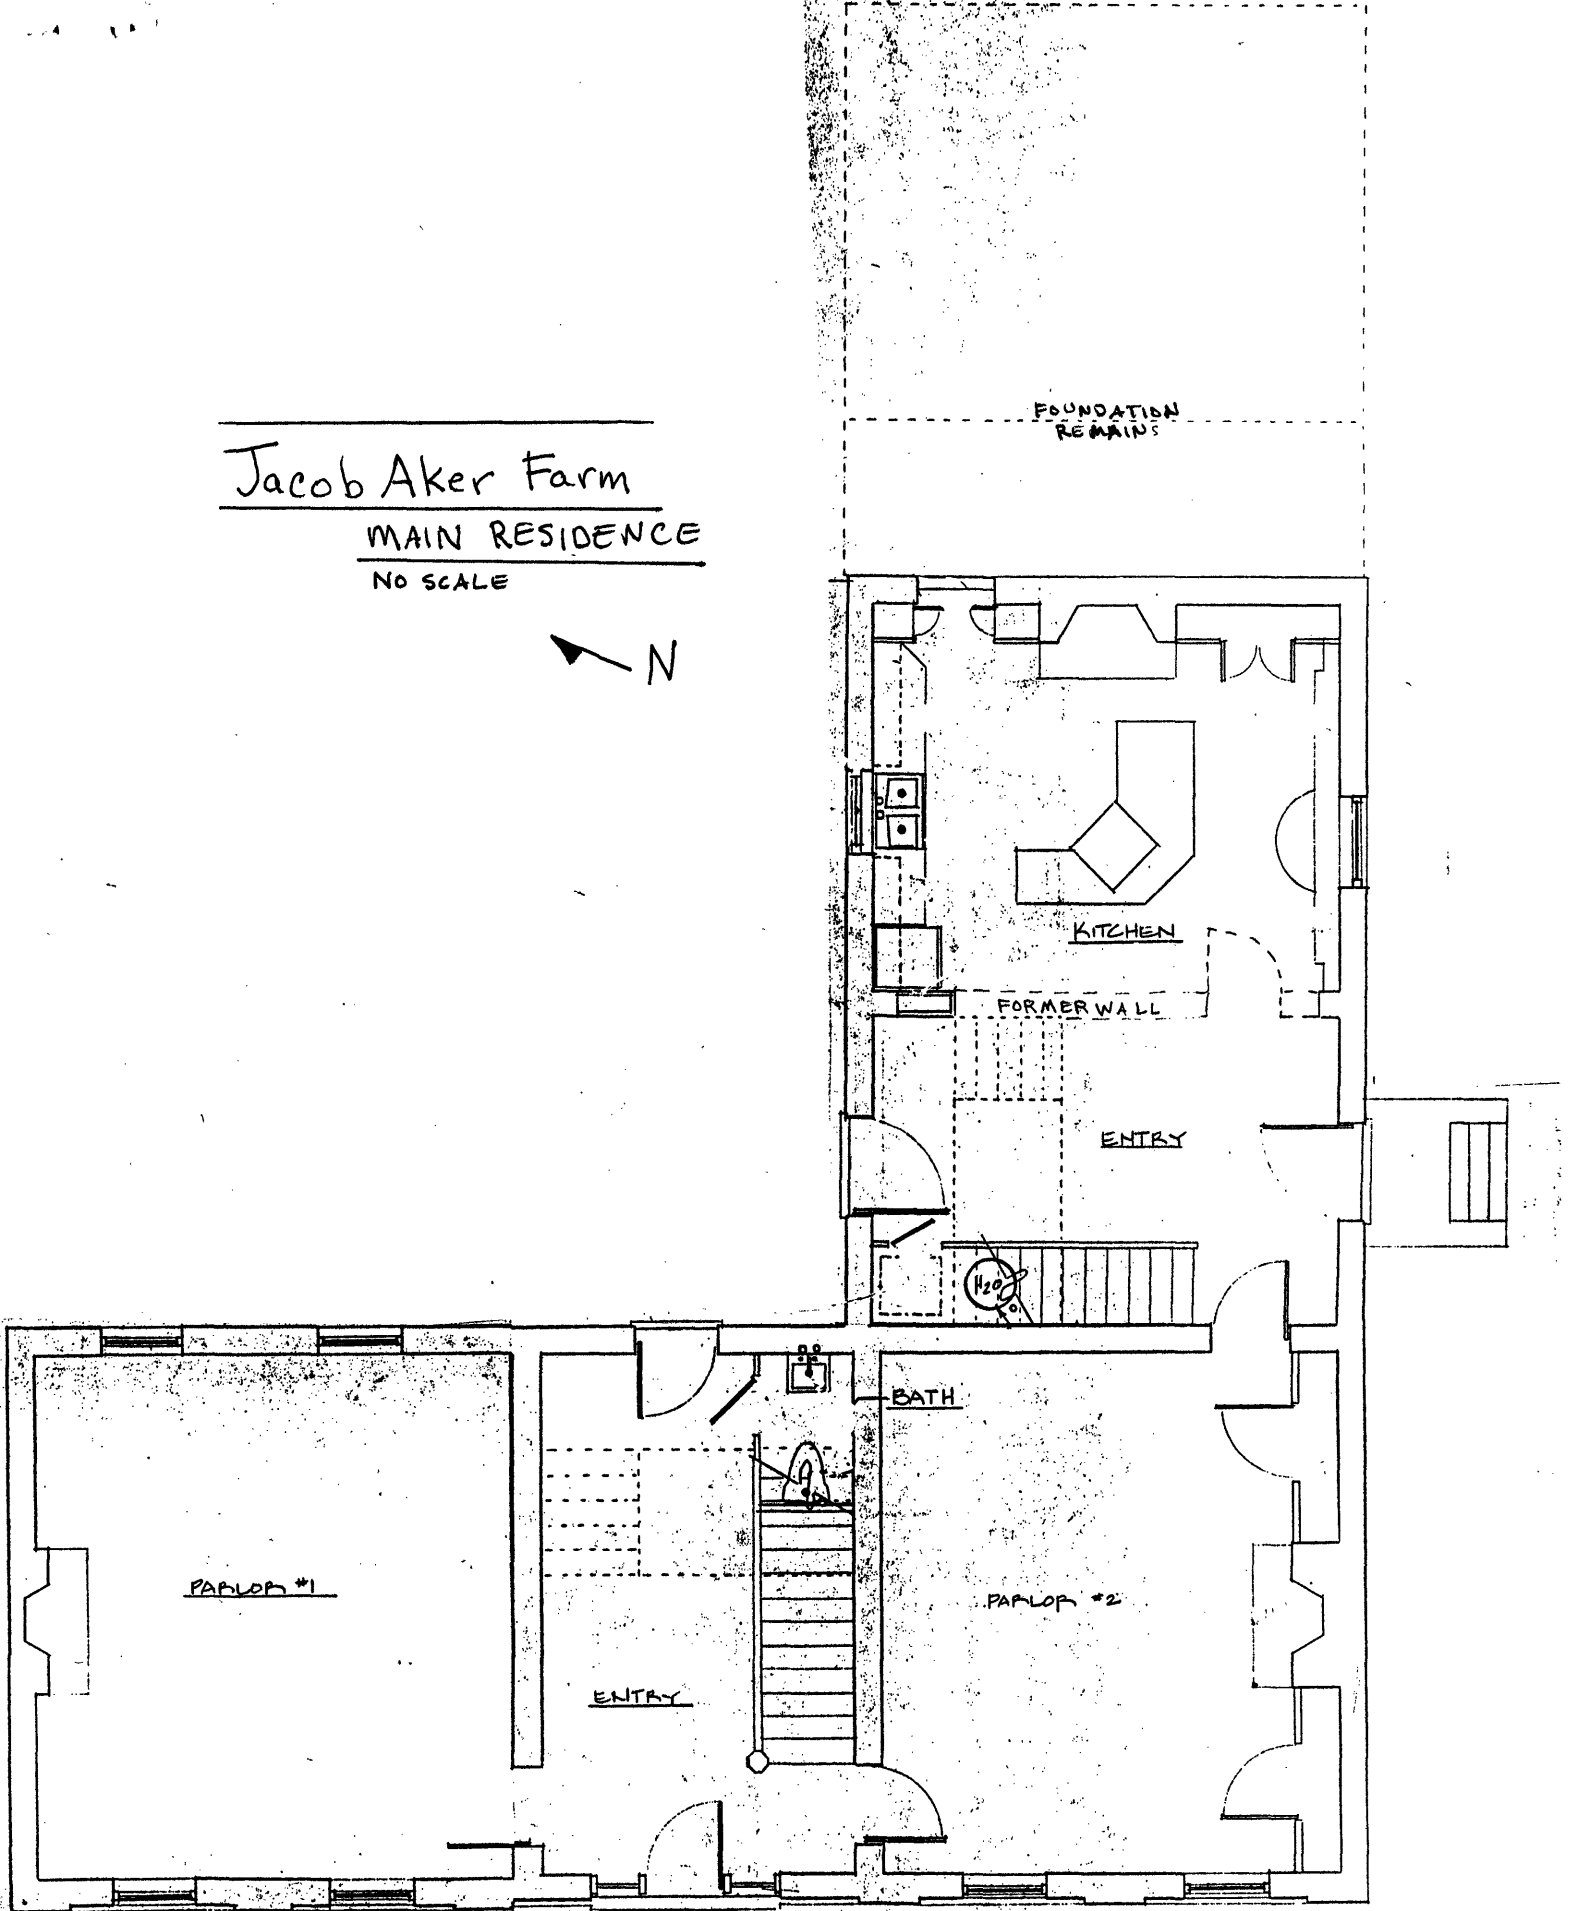 FOUNDATION
REMAINS
Jacob Aker Farm
MAIN RESIDENCE
NO SCALE
N
KITCHEN
FORMER WALL
ENTRY
H2O
BATH
PARLOR #1
PARLOR #2
ENTRY